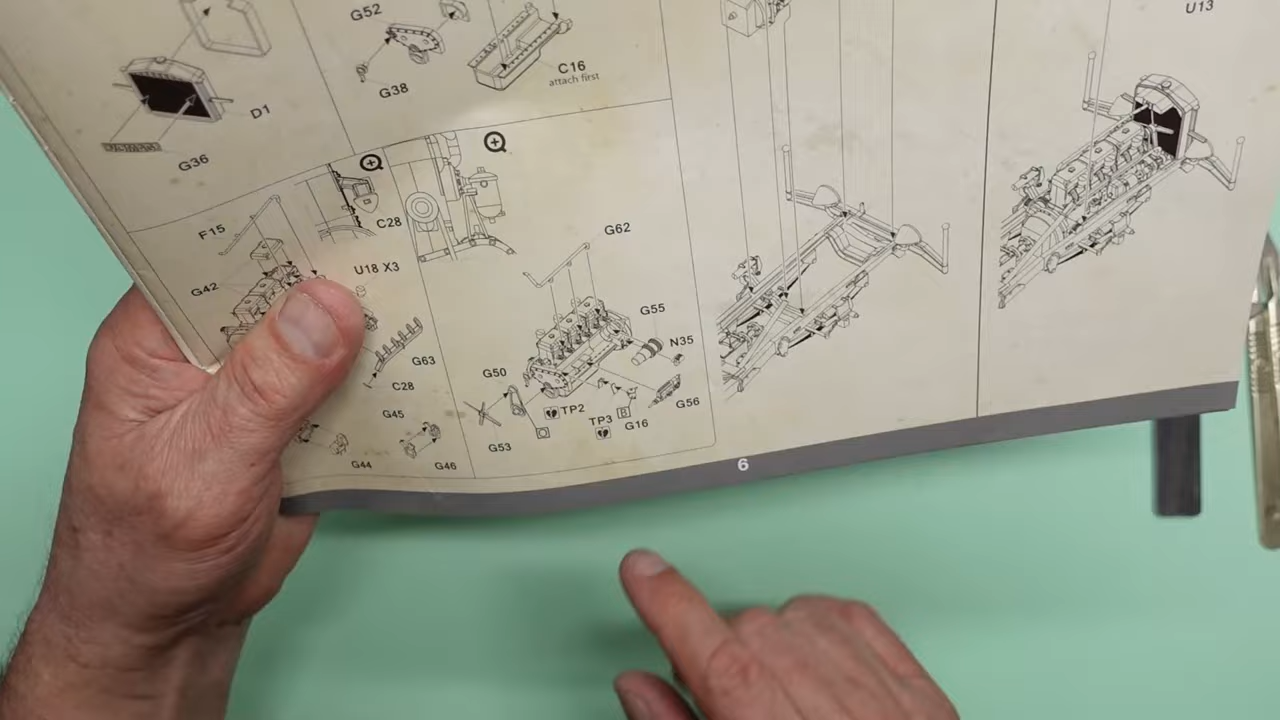 G52
G38
C16
attach first
D1
G36
U13
F15
C28
G42
U18 X3
G63
C28
G45
G44
G46
G62
G55
N35
G50
TP2
TP3
B
G16
G56
G53
6